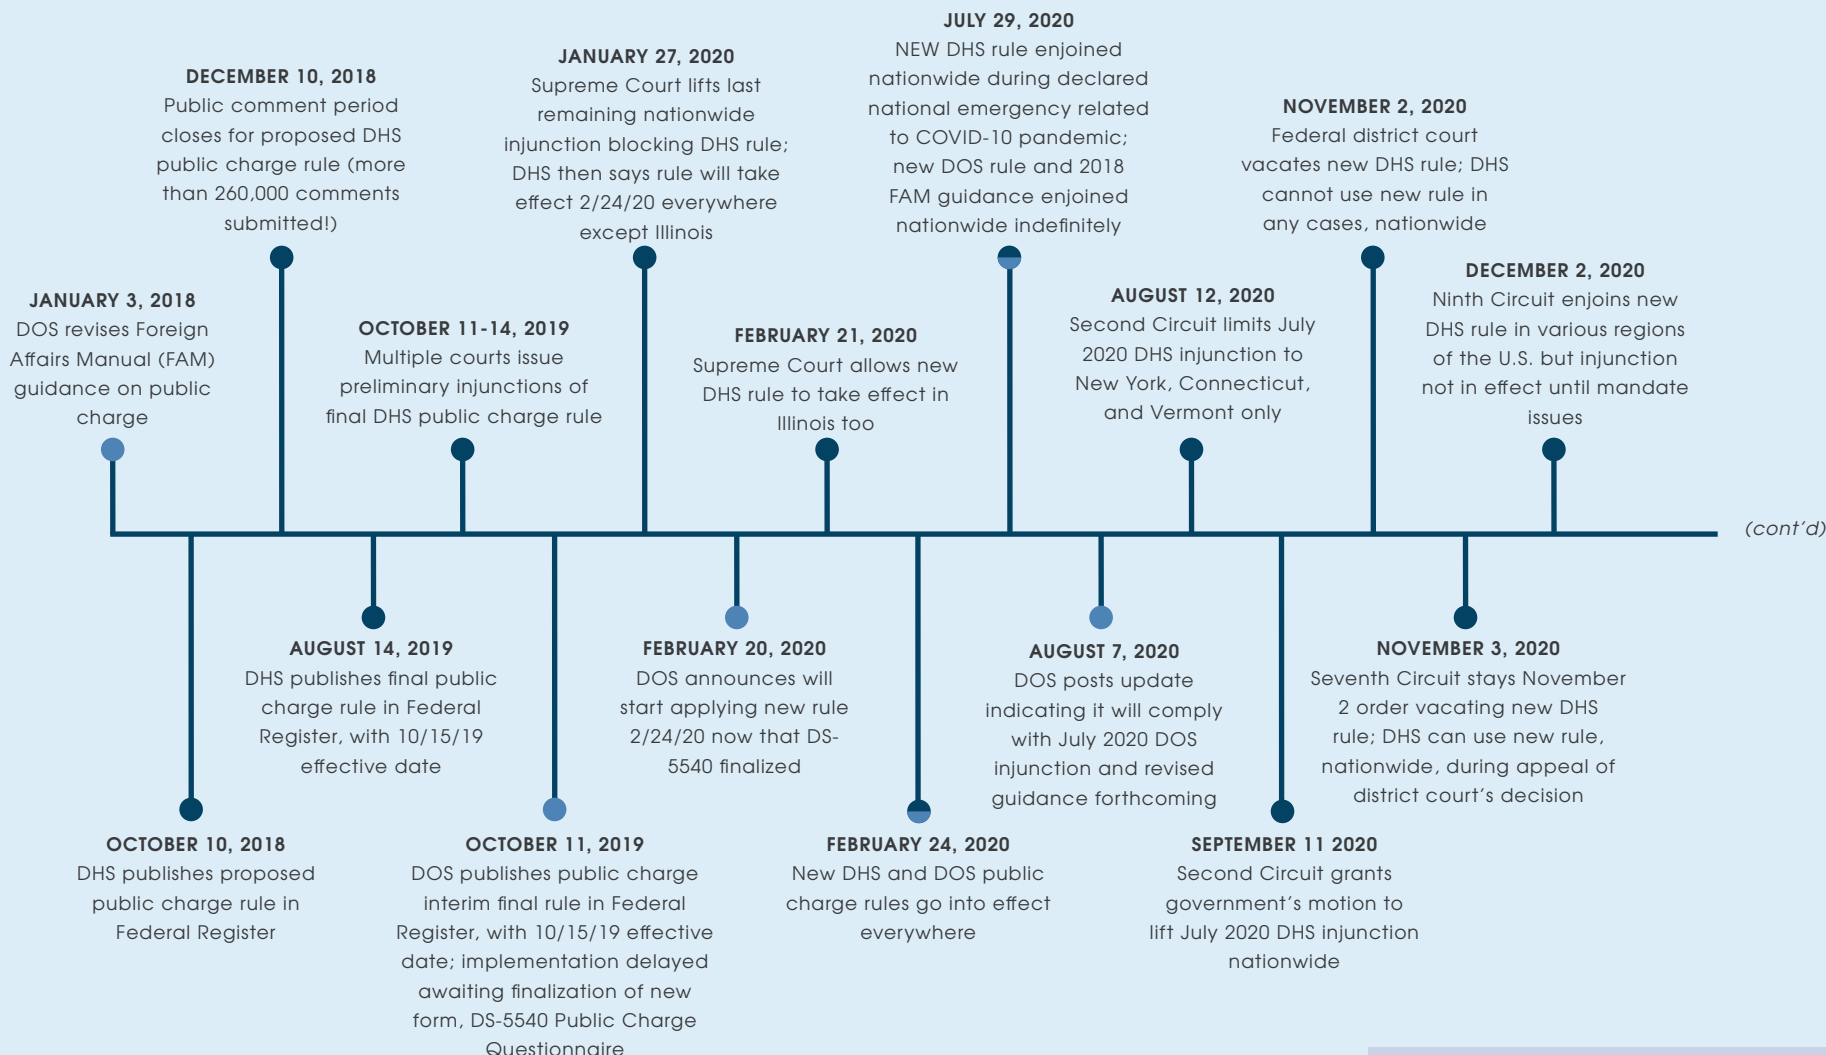 JANUARY 3, 2018
DOS revises Foreign
Affairs Manual (FAM)
guidance on public
charge
OCTOBER 10, 2018
DHS publishes proposed
public charge rule in
Federal Register
DECEMBER 10, 2018
Public comment period
closes for proposed DHS
public charge rule (more
than 260,000 comments
submitted!)
AUGUST 14, 2019
DHS publishes final public
charge rule in Federal
Register, with 10/15/19
effective date
OCTOBER 11-14, 2019
Multiple courts issue
preliminary injunctions of
final DHS public charge rule
OCTOBER 11, 2019
DOS publishes public charge
interim final rule in Federal
Register, with 10/15/19 effective
date; implementation delayed
awaiting finalization of new
form, DS-5540 Public Charge
Questionnaire
JANUARY 27, 2020
Supreme Court lifts last
remaining nationwide
injunction blocking DHS rule;
DHS then says rule will take
effect 2/24/20 everywhere
except Illinois
FEBRUARY 20, 2020
DOS announces will
start applying new rule
2/24/20 now that DS-
5540 finalized
FEBRUARY 21, 2020
Supreme Court allows new
DHS rule to take effect in
Illinois too
FEBRUARY 24, 2020
New DHS and DOS public
charge rules go into effect
everywhere
JULY 29, 2020
NEW DHS rule enjoined
nationwide during declared
national emergency related
to COVID-10 pandemic;
new DOS rule and 2018
FAM guidance enjoined
nationwide indefinitely
AUGUST 7, 2020
DOS posts update
indicating it will comply
with July 2020 DOS
injunction and revised
guidance forthcoming
AUGUST 12, 2020
Second Circuit limits July
2020 DHS injunction to
New York, Connecticut,
and Vermont only
SEPTEMBER 11 2020
Second Circuit grants
government's motion to
lift July 2020 DHS injunction
nationwide
NOVEMBER 2, 2020
Federal district court
vacates new DHS rule; DHS
cannot use new rule in
any cases, nationwide
NOVEMBER 3, 2020
Seventh Circuit stays November
2 order vacating new DHS
rule; DHS can use new rule,
nationwide, during appeal of
district court's decision
DECEMBER 2, 2020
Ninth Circuit enjoins new
DHS rule in various regions
of the U.S. but injunction
not in effect until mandate
issues
(cont'd)